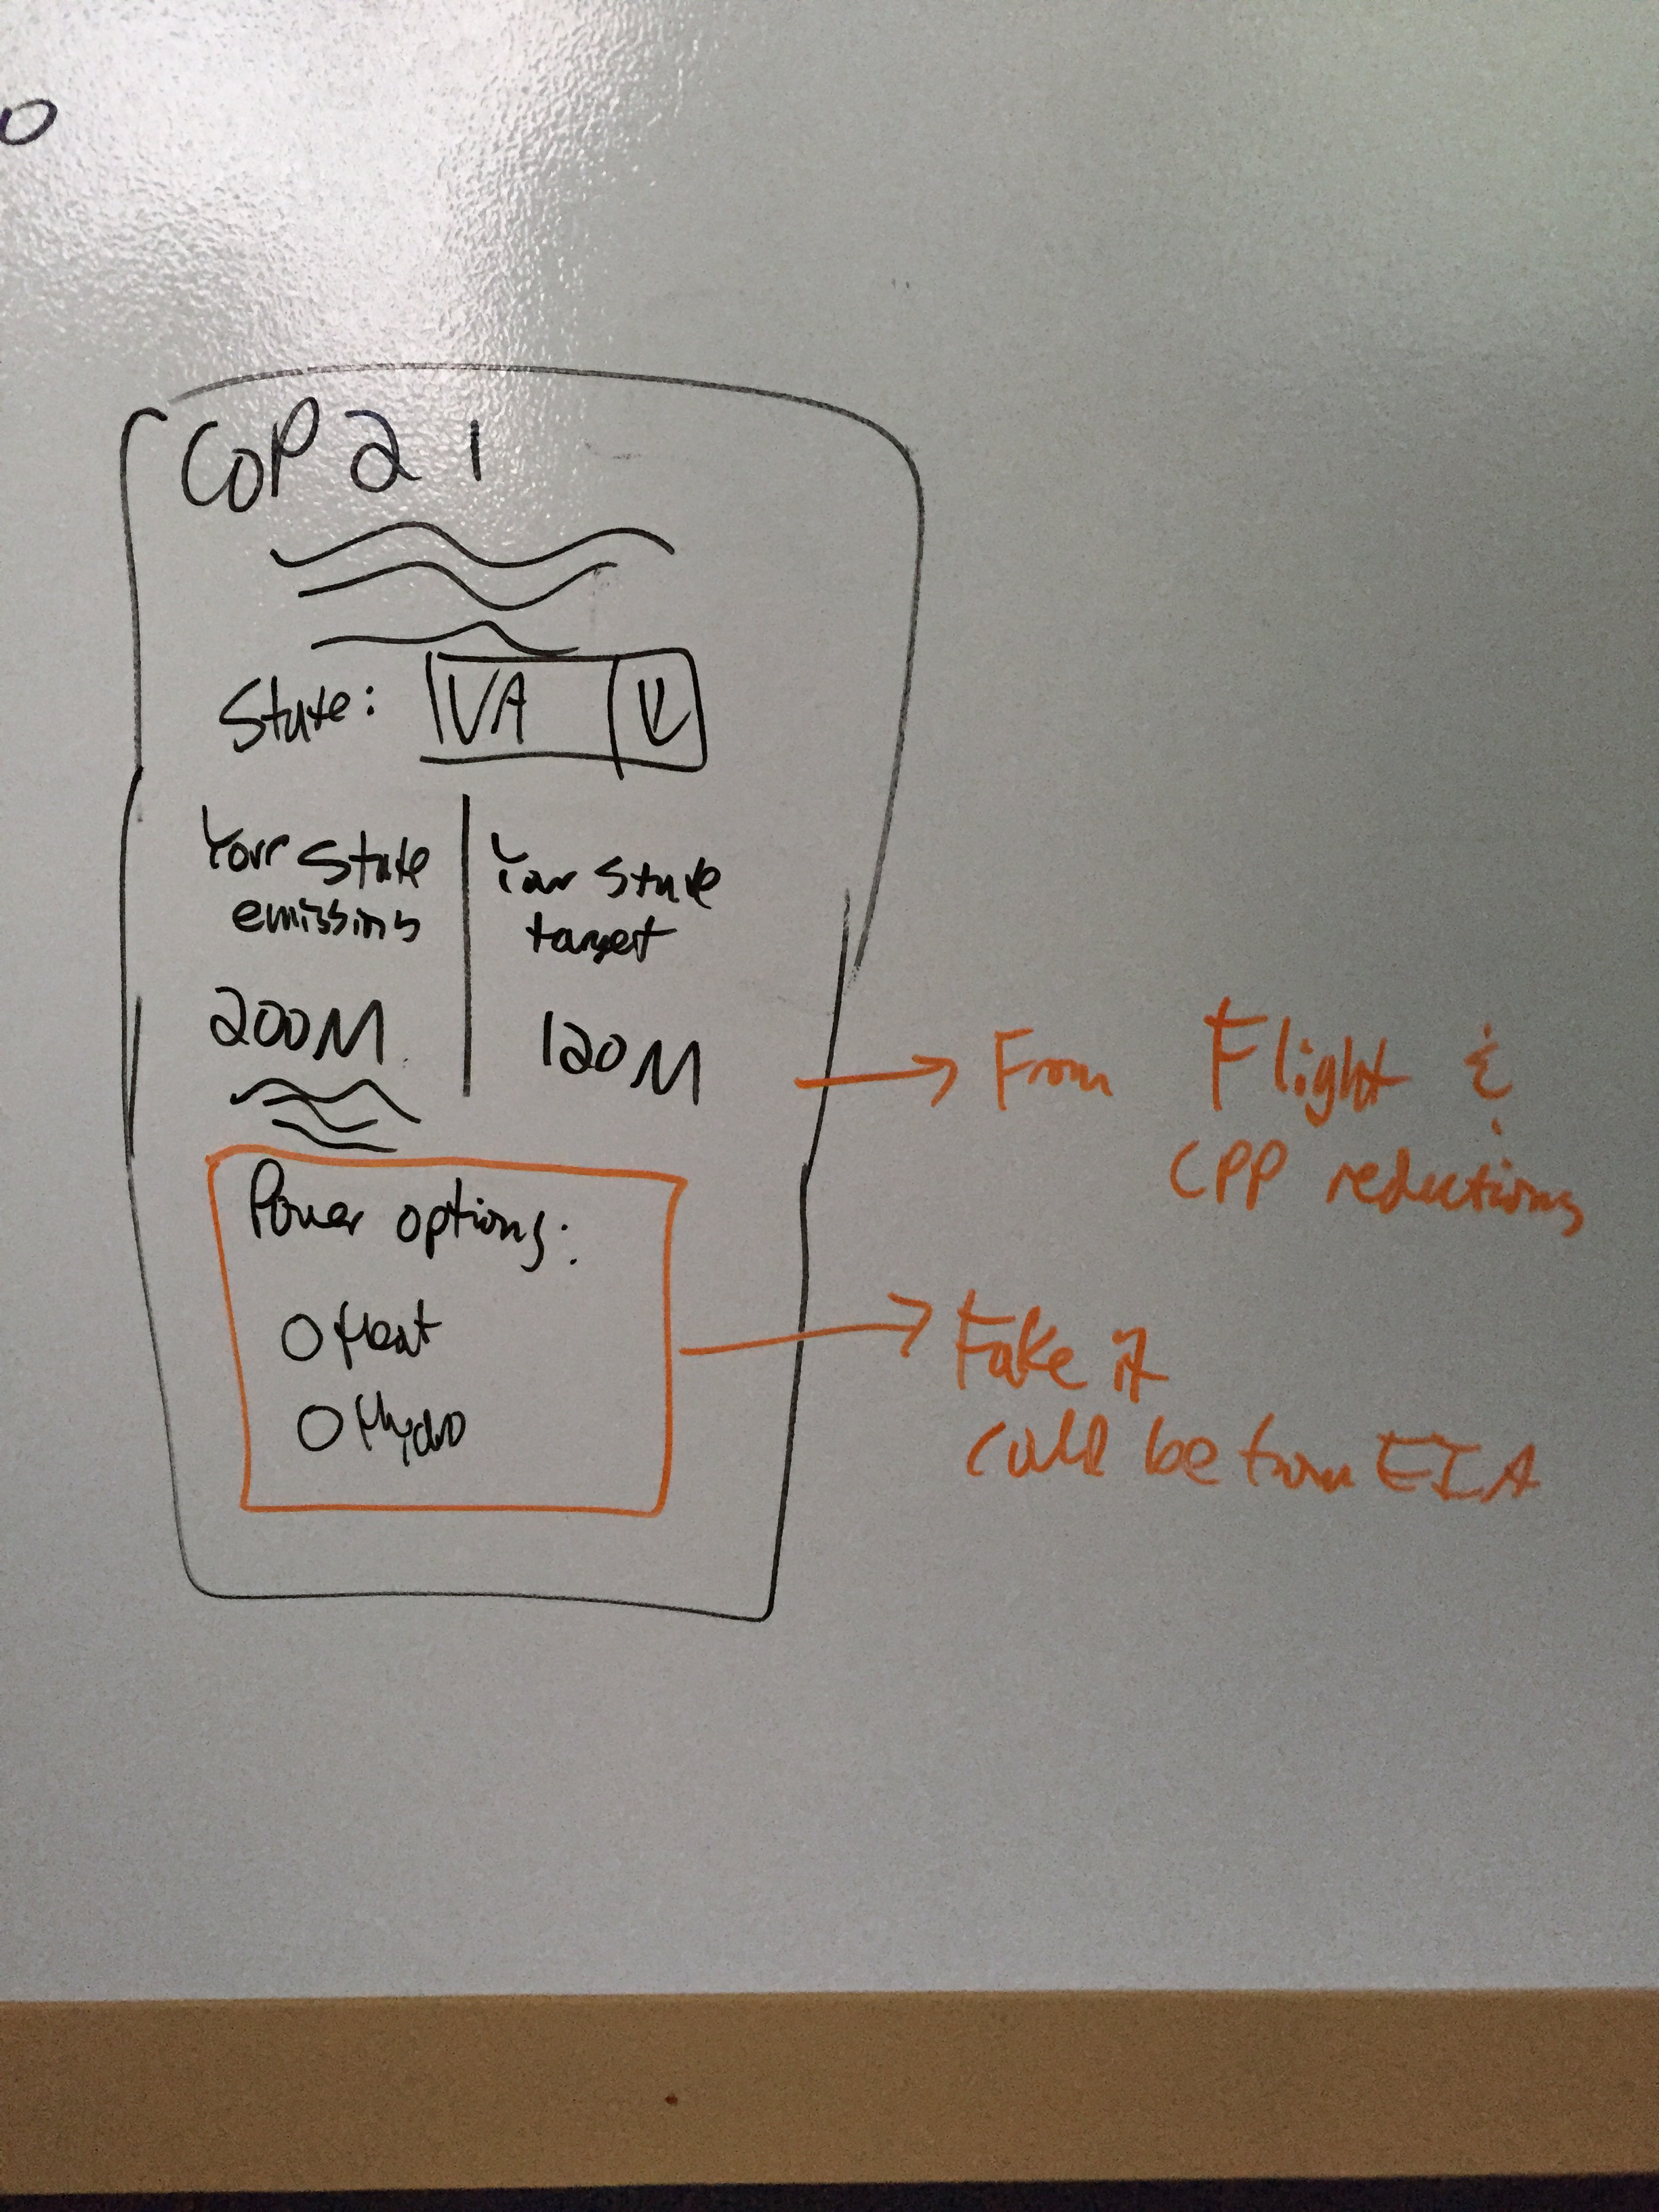 COP 21
State: VA
Your State emissions
Your State target
200M
120M
From Flight &
CPP reductions
Power options:
Heat
Hydro
Fake it
could be from EIA